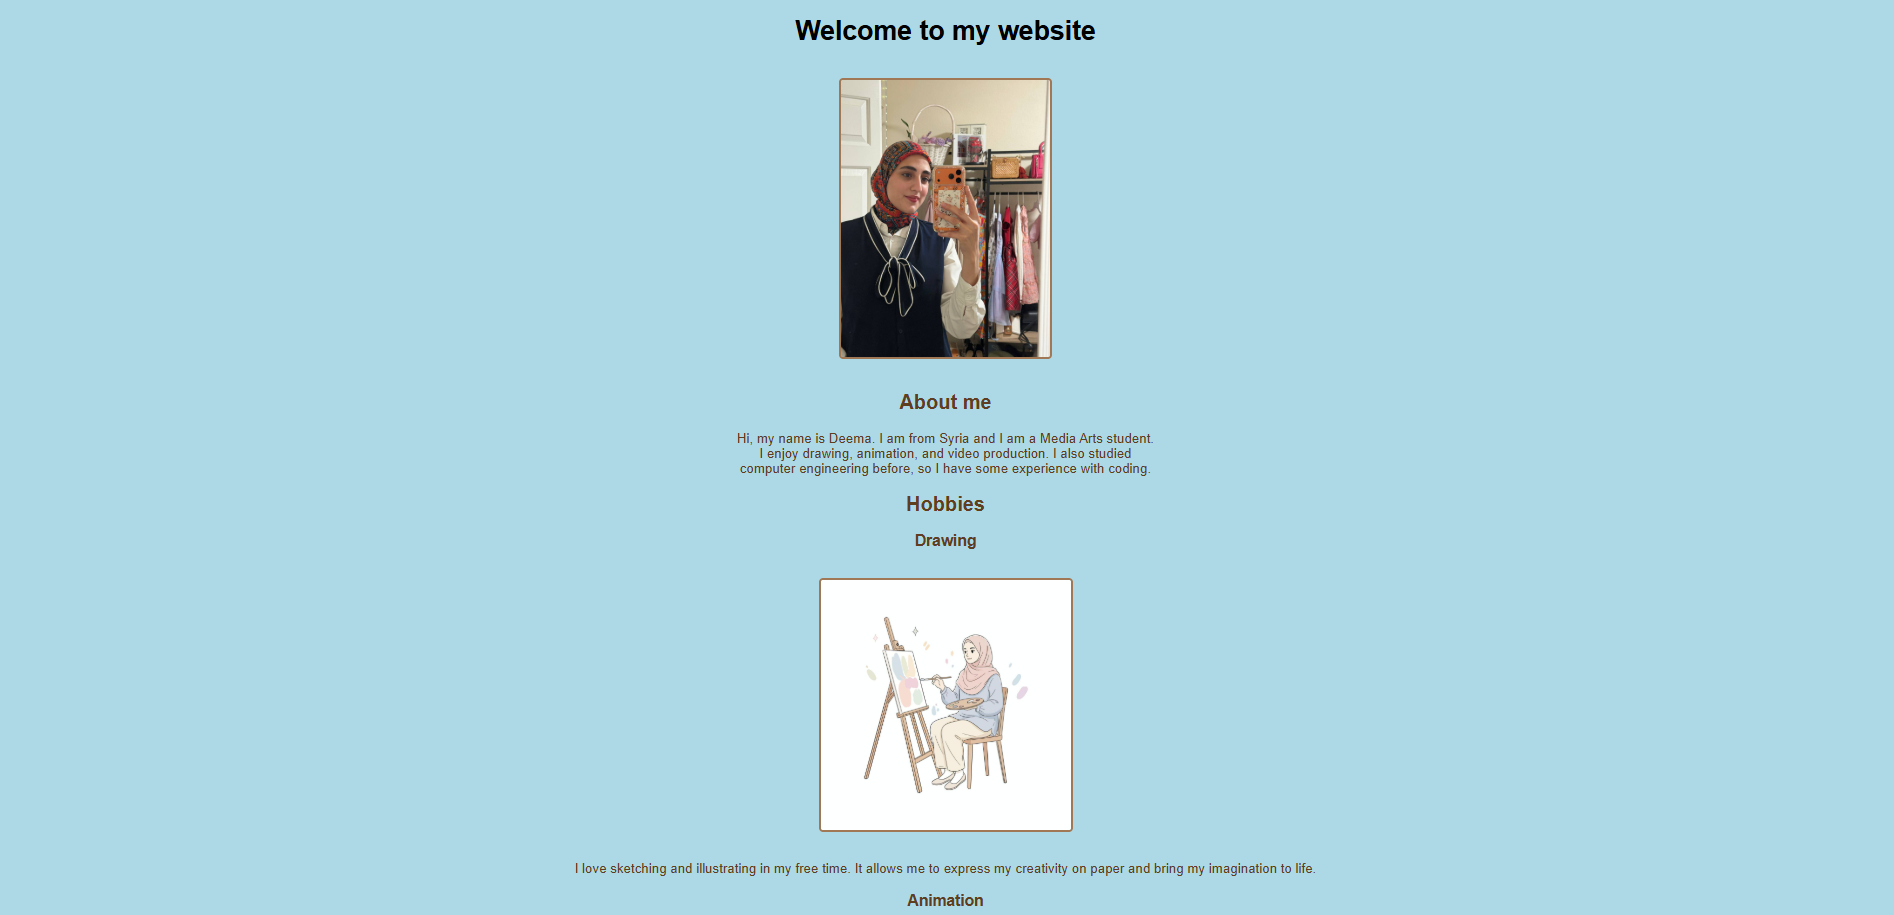 Welcome to my website
About me
Hi, my name is Deema. I am from Syria and I am a Media Arts student.
I enjoy drawing, animation, and video production. I also studied
computer engineering before, so I have some experience with coding.
Hobbies
Drawing
I love sketching and illustrating in my free time. It allows me to express my creativity on paper and bring my imagination to life.
Animation